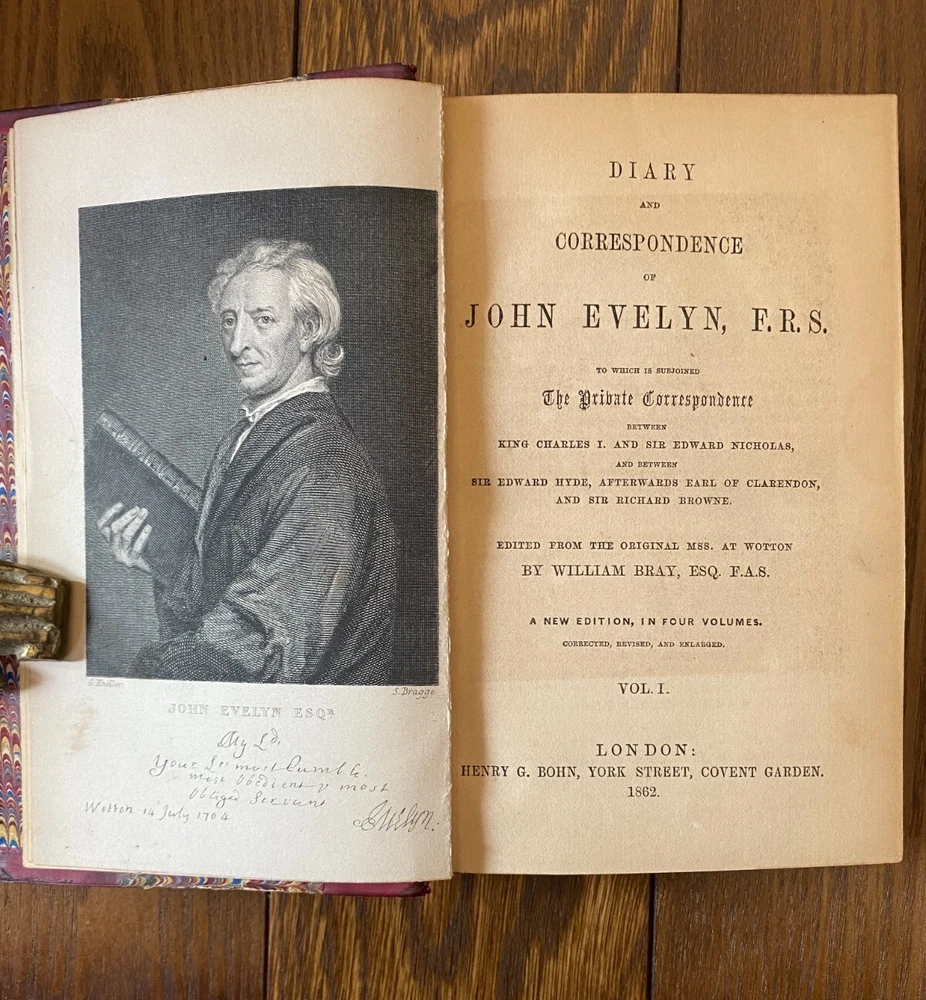 G. Kneller
S. Bragge
JOHN EVELYN ESQR
My Ld,
Your Lps most humble
most Obedient & most
Obliged Servant
Wotton 14 July 1704
JEvelyn:
DIARY
AND
CORRESPONDENCE
OF
JOHN EVELYN, F.R.S.
TO WHICH IS SUBJOINED
The Private Correspondence
BETWEEN
KING CHARLES I. AND SIR EDWARD NICHOLAS,
AND BETWEEN
SIR EDWARD HYDE, AFTERWARDS EARL OF CLARENDON,
AND SIR RICHARD BROWNE.
EDITED FROM THE ORIGINAL MSS. AT WOTTON
BY WILLIAM BRAY, ESQ. F.A.S.
A NEW EDITION, IN FOUR VOLUMES.
CORRECTED, REVISED, AND ENLARGED.
VOL. I.
LONDON:
HENRY G. BOHN, YORK STREET, COVENT GARDEN.
1862.